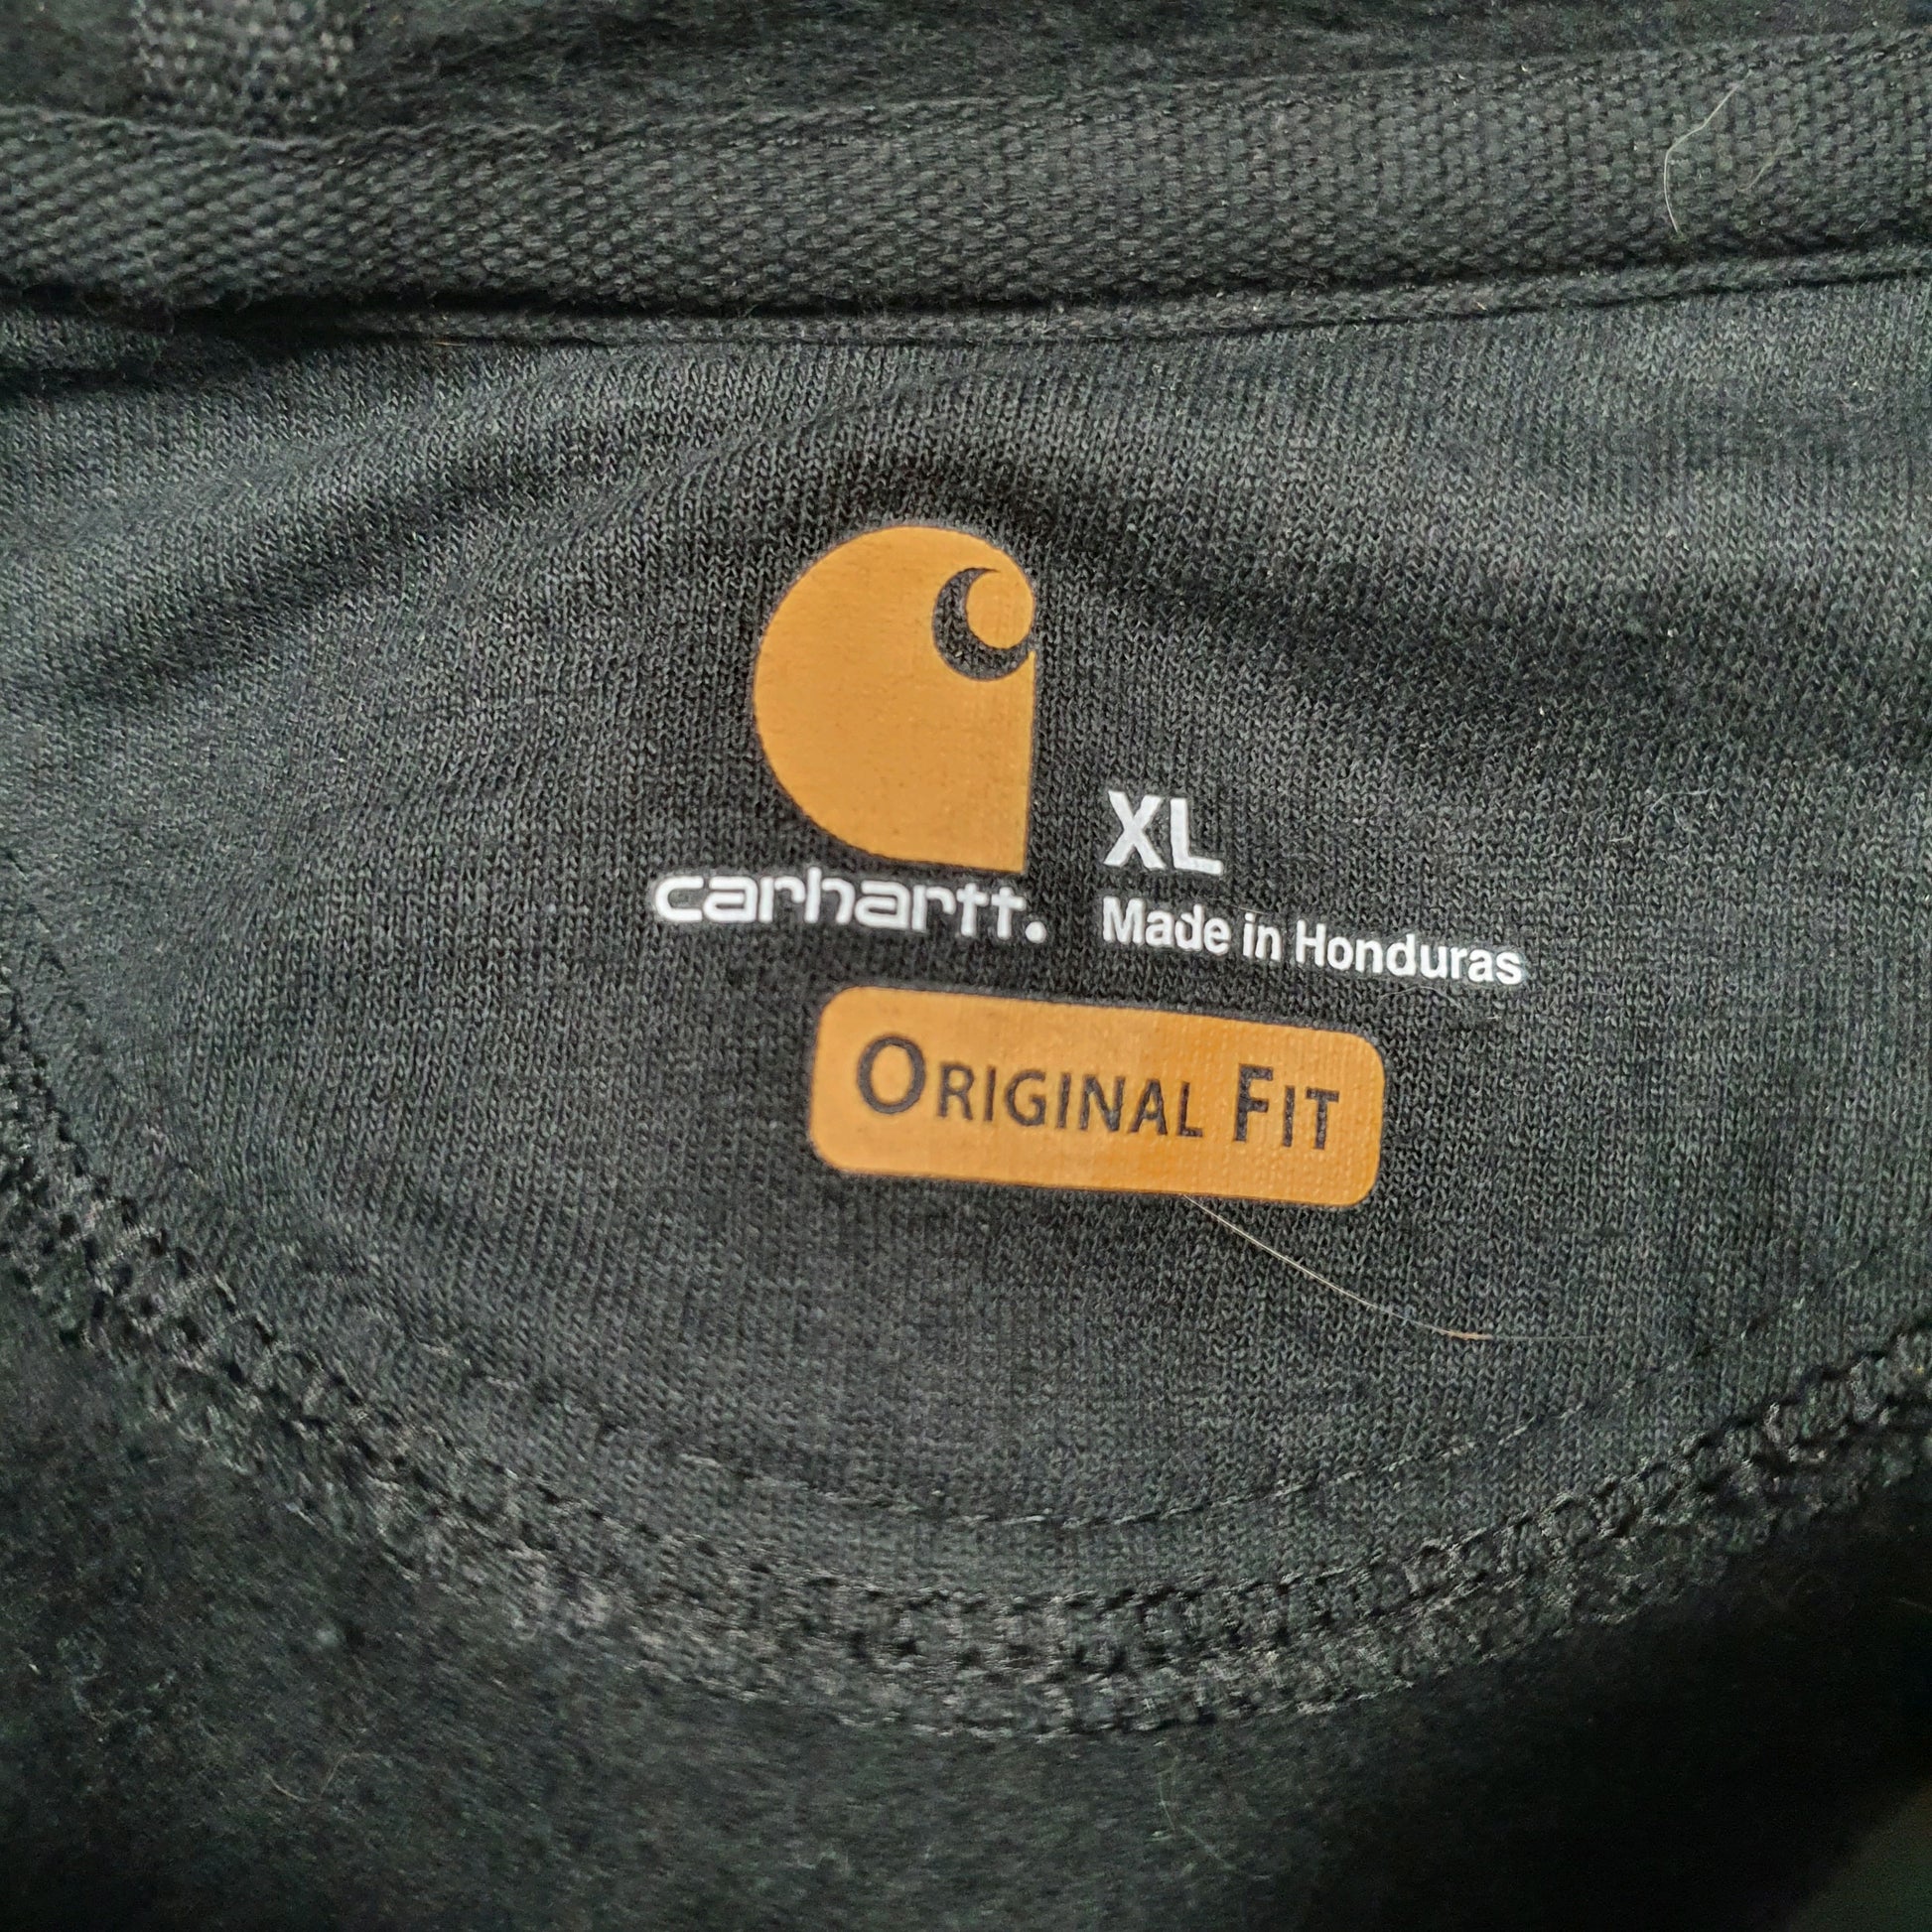 XL
carhartt.
Made in Honduras
ORIGINAL FIT